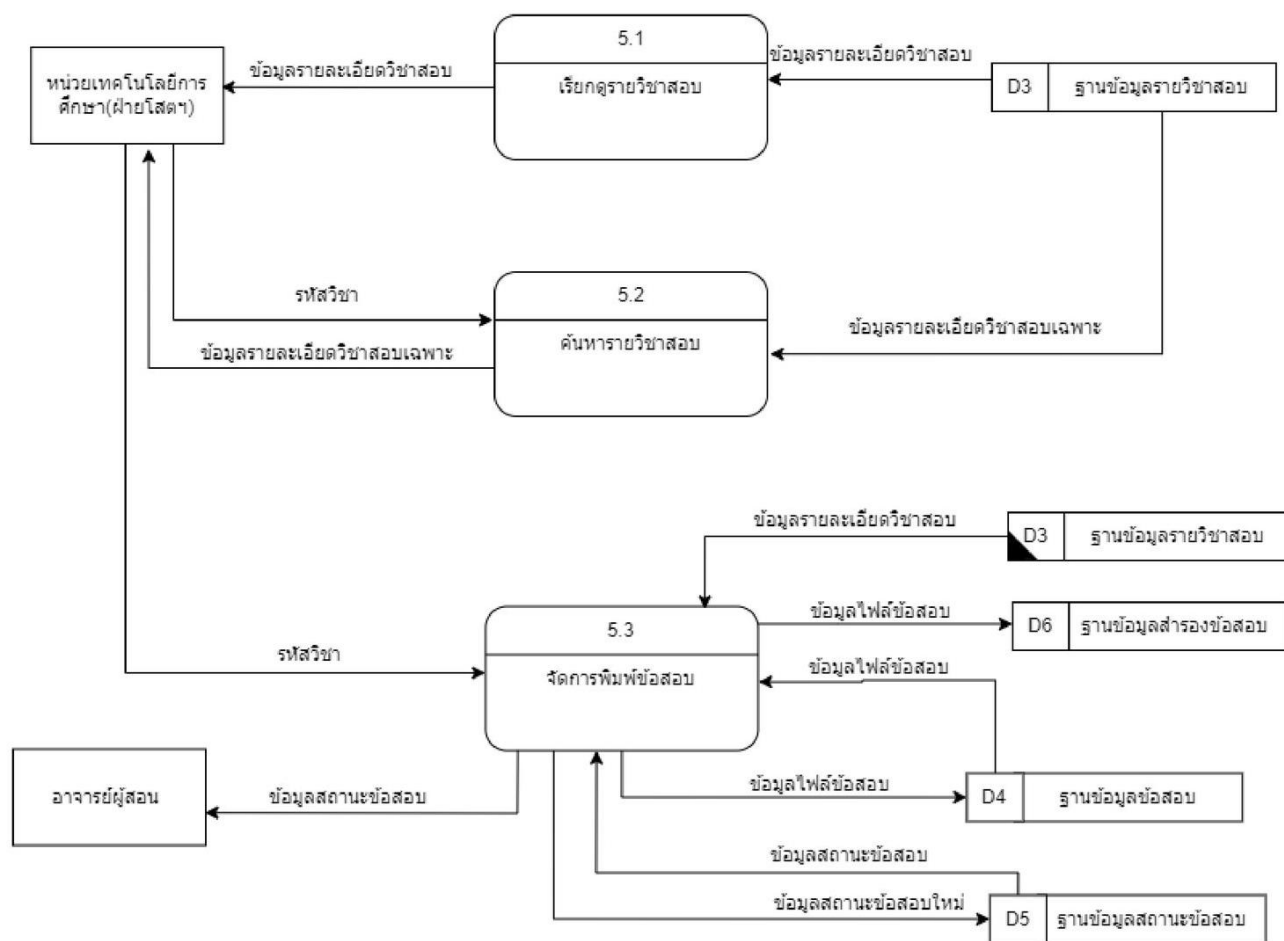 5.1
เรียกดูรายวิชาสอบ
หน่วยเทคโนโลยีการ
ศึกษา(ฝ่ายโสตฯ)
ข้อมูลรายละเอียดวิชาสอบ
ข้อมูลรายละเอียดวิชาสอบ
D3
ฐานข้อมูลรายวิชาสอบ
รหัสวิชา
5.2
ค้นหารายวิชาสอบ
ข้อมูลรายละเอียดวิชาสอบเฉพาะ
ข้อมูลรายละเอียดวิชาสอบเฉพาะ
ข้อมูลรายละเอียดวิชาสอบ
D3
ฐานข้อมูลรายวิชาสอบ
5.3
จัดการพิมพ์ข้อสอบ
ข้อมูลไฟล์ข้อสอบ
D6
ฐานข้อมูลสำรองข้อสอบ
รหัสวิชา
ข้อมูลไฟล์ข้อสอบ
อาจารย์ผู้สอน
ข้อมูลสถานะข้อสอบ
ข้อมูลไฟล์ข้อสอบ
D4
ฐานข้อมูลข้อสอบ
ข้อมูลสถานะข้อสอบ
ข้อมูลสถานะข้อสอบใหม่
D5
ฐานข้อมูลสถานะข้อสอบ